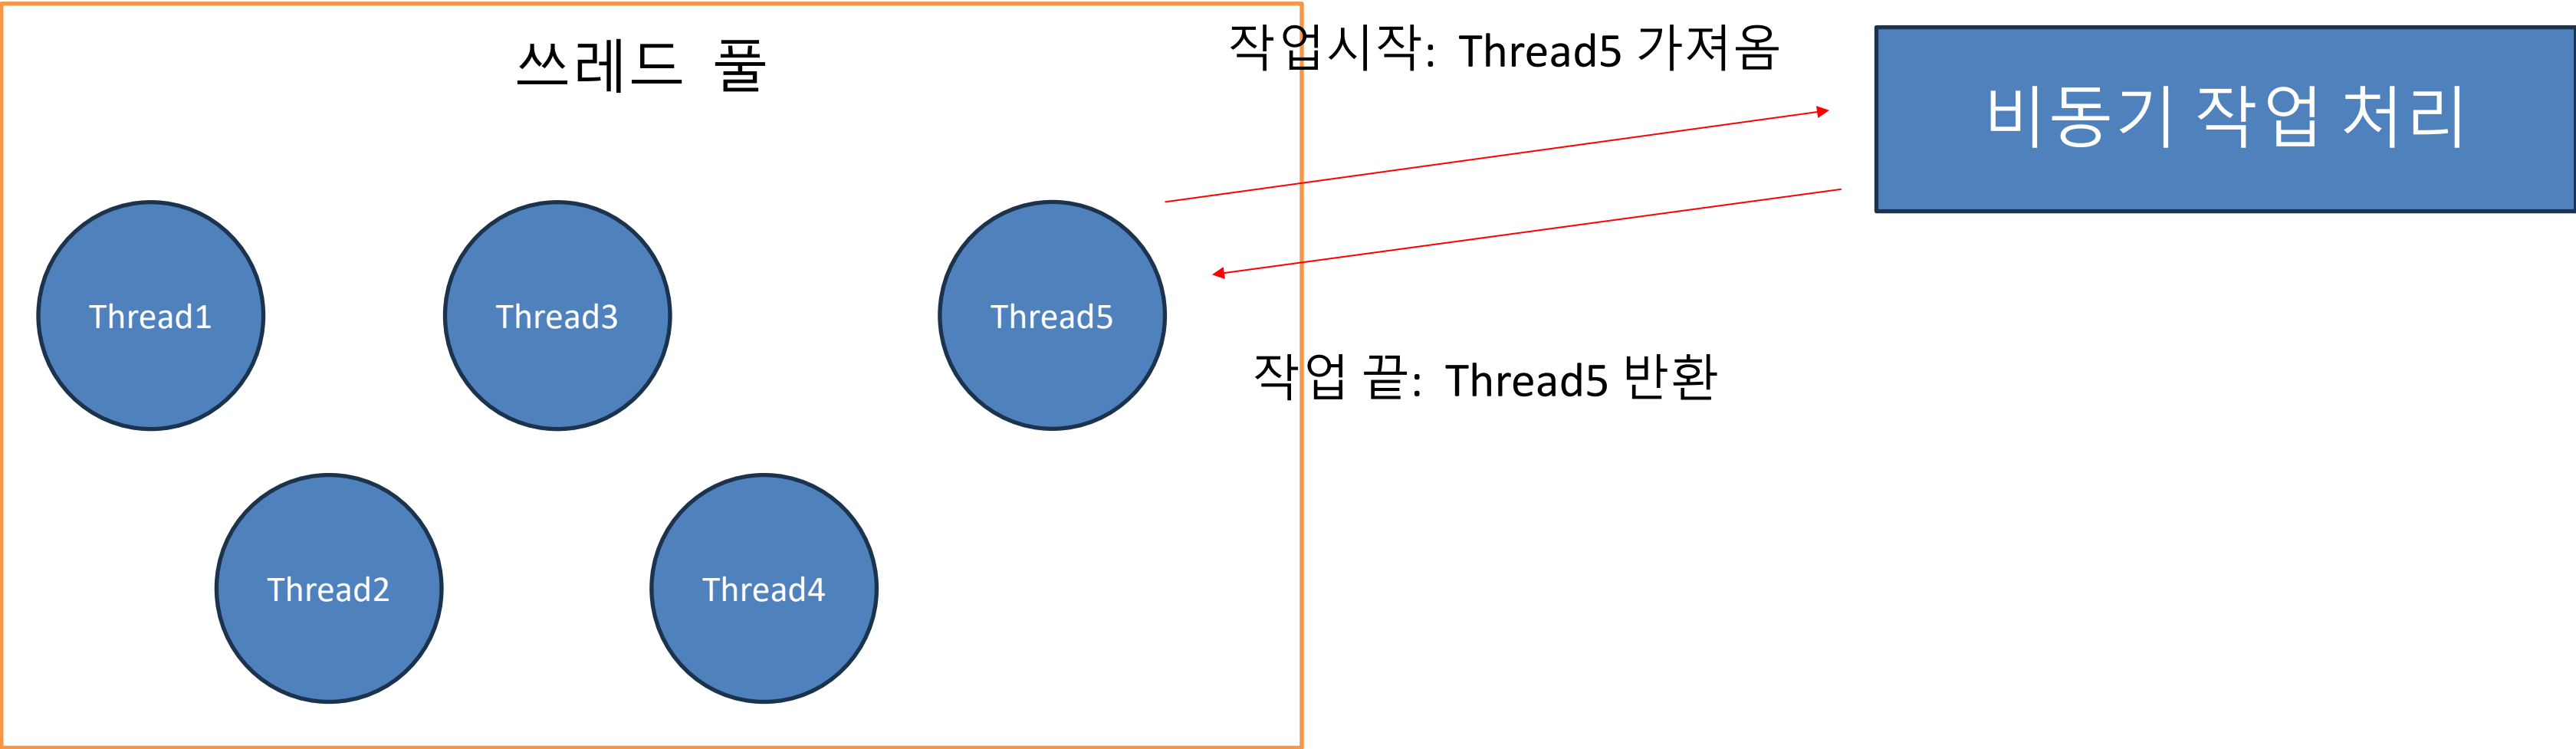 쓰레드 풀
작업시작: Thread5 가져옴
비동기 작업 처리
Thread1
Thread3
Thread5
작업 끝: Thread5 반환
Thread2
Thread4